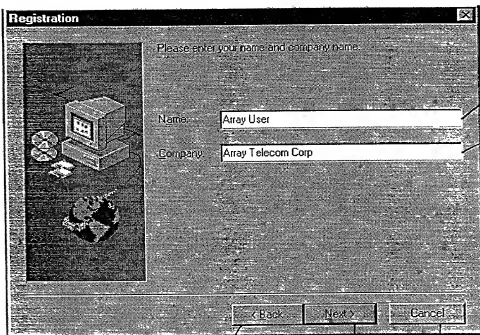 Registration
Please enter your name and company name.
Name: Array User
Company: Array Telecom Corp
< Back Next > Cancel